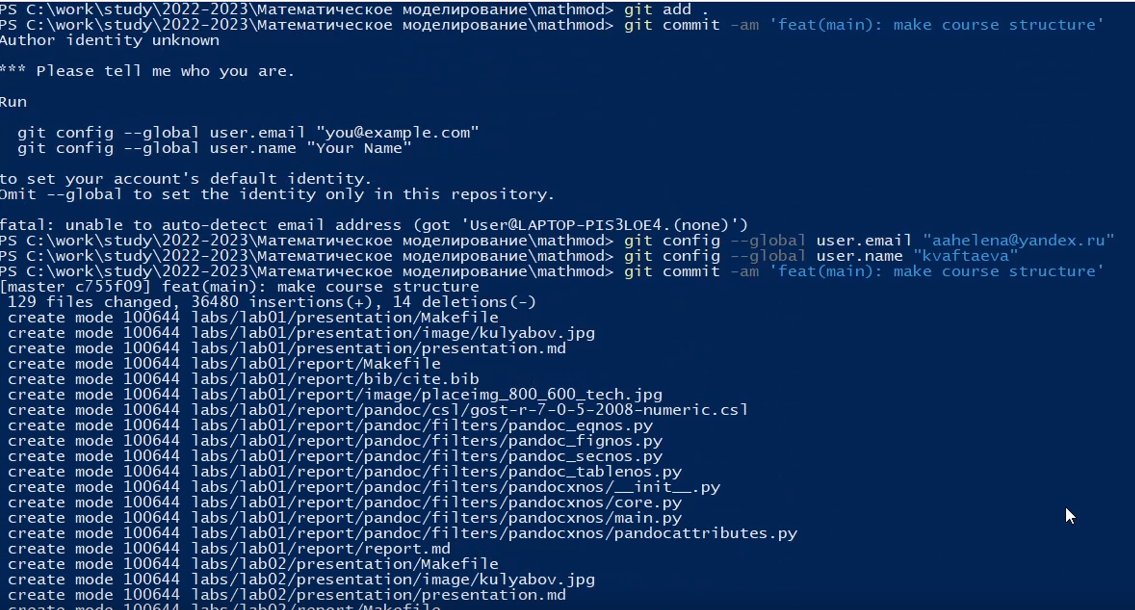 PS C:\work\study\2022-2023\Математическое моделирование\mathmod> git add .
PS C:\work\study\2022-2023\Математическое моделирование\mathmod> git commit -am 'feat(main): make course structure'
Author identity unknown
*** Please tell me who you are.
Run
git config --global user.email "you@example.com"
git config --global user.name "Your Name"
to set your account's default identity.
Omit --global to set the identity only in this repository.
fatal: unable to auto-detect email address (got 'User@LAPTOP-PIS3LOE4.(none)')
PS C:\work\study\2022-2023\Математическое моделирование\mathmod> git config --global user.email "aahelena@yandex.ru"
PS C:\work\study\2022-2023\Математическое моделирование\mathmod> git config --global user.name "kvaftaeva"
PS C:\work\study\2022-2023\Математическое моделирование\mathmod> git commit -am 'feat(main): make course structure'
[master c755f09] feat(main): make course structure
129 files changed, 36480 insertions(+), 14 deletions(-)
create mode 100644 labs/lab01/presentation/Makefile
create mode 100644 labs/lab01/presentation/image/kulyabov.jpg
create mode 100644 labs/lab01/presentation/presentation.md
create mode 100644 labs/lab01/report/Makefile
create mode 100644 labs/lab01/report/bib/cite.bib
create mode 100644 labs/lab01/report/image/placeimg_800_600_tech.jpg
create mode 100644 labs/lab01/report/pandoc/csl/gost-r-7-0-5-2008-numeric.csl
create mode 100644 labs/lab01/report/pandoc/filters/pandoc_eqnos.py
create mode 100644 labs/lab01/report/pandoc/filters/pandoc_fignos.py
create mode 100644 labs/lab01/report/pandoc/filters/pandoc_secnos.py
create mode 100644 labs/lab01/report/pandoc/filters/pandoc_tablenos.py
create mode 100644 labs/lab01/report/pandoc/filters/pandocxnos/__init__.py
create mode 100644 labs/lab01/report/pandoc/filters/pandocxnos/core.py
create mode 100644 labs/lab01/report/pandoc/filters/pandocxnos/main.py
create mode 100644 labs/lab01/report/pandoc/filters/pandocxnos/pandocattributes.py
create mode 100644 labs/lab01/report/report.md
create mode 100644 labs/lab02/presentation/Makefile
create mode 100644 labs/lab02/presentation/image/kulyabov.jpg
create mode 100644 labs/lab02/presentation/presentation.md
create mode 100644 labs/lab02/report/Makefile